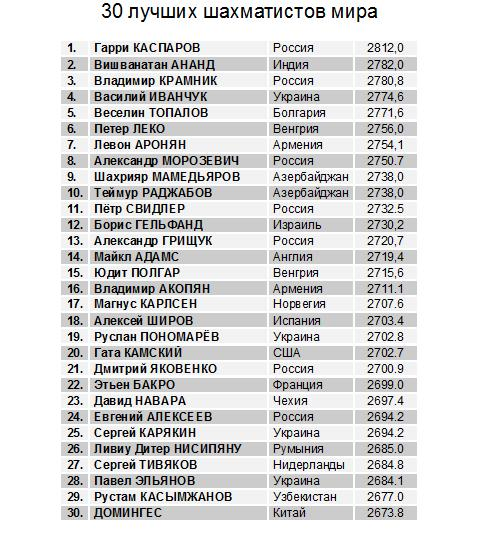 30 лучших шахматистов мира
1. Гарри КАСПАРОВ Россия 2812,0
2. Вишванатан АНАНД Индия 2782,0
3. Владимир КРАМНИК Россия 2780,8
4. Василий ИВАНЧУК Украина 2774,6
5. Веселин ТОПАЛОВ Болгария 2771,6
6. Петер ЛЕКО Венгрия 2756,0
7. Левон АРОНЯН Армения 2754,1
8. Александр МОРОЗЕВИЧ Россия 2750.7
9. Шахрияр МАМЕДЬЯРОВ Азербайджан 2738,0
10. Теймур РАДЖАБОВ Азербайджан 2738,0
11. Пётр СВИДЛЕР Россия 2732.5
12. Борис ГЕЛЬФАНД Израиль 2730,2
13. Александр ГРИЩУК Россия 2720,7
14. Майкл АДАМС Англия 2719,4
15. Юдит ПОЛГАР Венгрия 2715,6
16. Владимир АКОПЯН Армения 2711.1
17. Магнус КАРЛСЕН Норвегия 2707.6
18. Алексей ШИРОВ Испания 2703.4
19. Руслан ПОНОМАРЁВ Украина 2702.8
20. Гата КАМСКИЙ США 2702.7
21. Дмитрий ЯКОВЕНКО Россия 2700.9
22. Этьен БАКРО Франция 2699.0
23. Давид НАВАРА Чехия 2697.4
24. Евгений АЛЕКСЕЕВ Россия 2694.2
25. Сергей КАРЯКИН Украина 2694.2
26. Ливиу Дитер НИСИПЯНУ Румыния 2685.0
27. Сергей ТИВЯКОВ Нидерланды 2684.8
28. Павел ЭЛЬЯНОВ Украина 2684.1
29. Рустам КАСЫМЖАНОВ Узбекистан 2677.0
30. ДОМИНГЕС Китай 2673.8